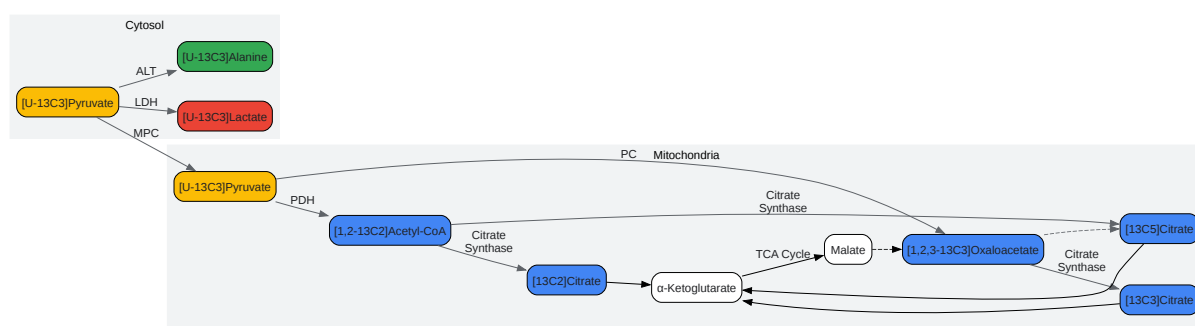 Cytosol
[U-13C3]Alanine
ALT
[U-13C3]Pyruvate
LDH
[U-13C3]Lactate
MPC
PC
Mitochondria
[U-13C3]Pyruvate
PDH
Citrate
Synthase
[1,2-13C2]Acetyl-CoA
[13C5]Citrate
Citrate
Synthase
TCA Cycle
Malate
[1,2,3-13C3]Oxaloacetate
Citrate
Synthase
[13C2]Citrate
α-Ketoglutarate
[13C3]Citrate